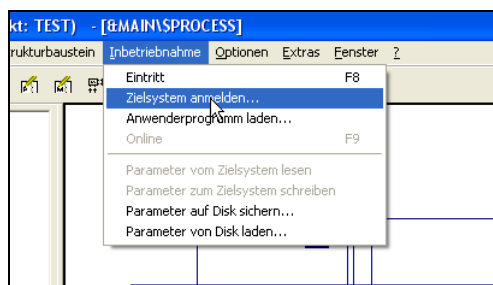 kt: TEST) - [&MAIN\$PROCESS]
rukturbaustein Inbetriebnahme Optionen Extras Fenster ?
Eintritt F8
Zielsystem anmelden...
Anwenderprogramm laden...
Online F9
Parameter vom Zielsystem lesen
Parameter zum Zielsystem schreiben
Parameter auf Disk sichern...
Parameter von Disk laden...